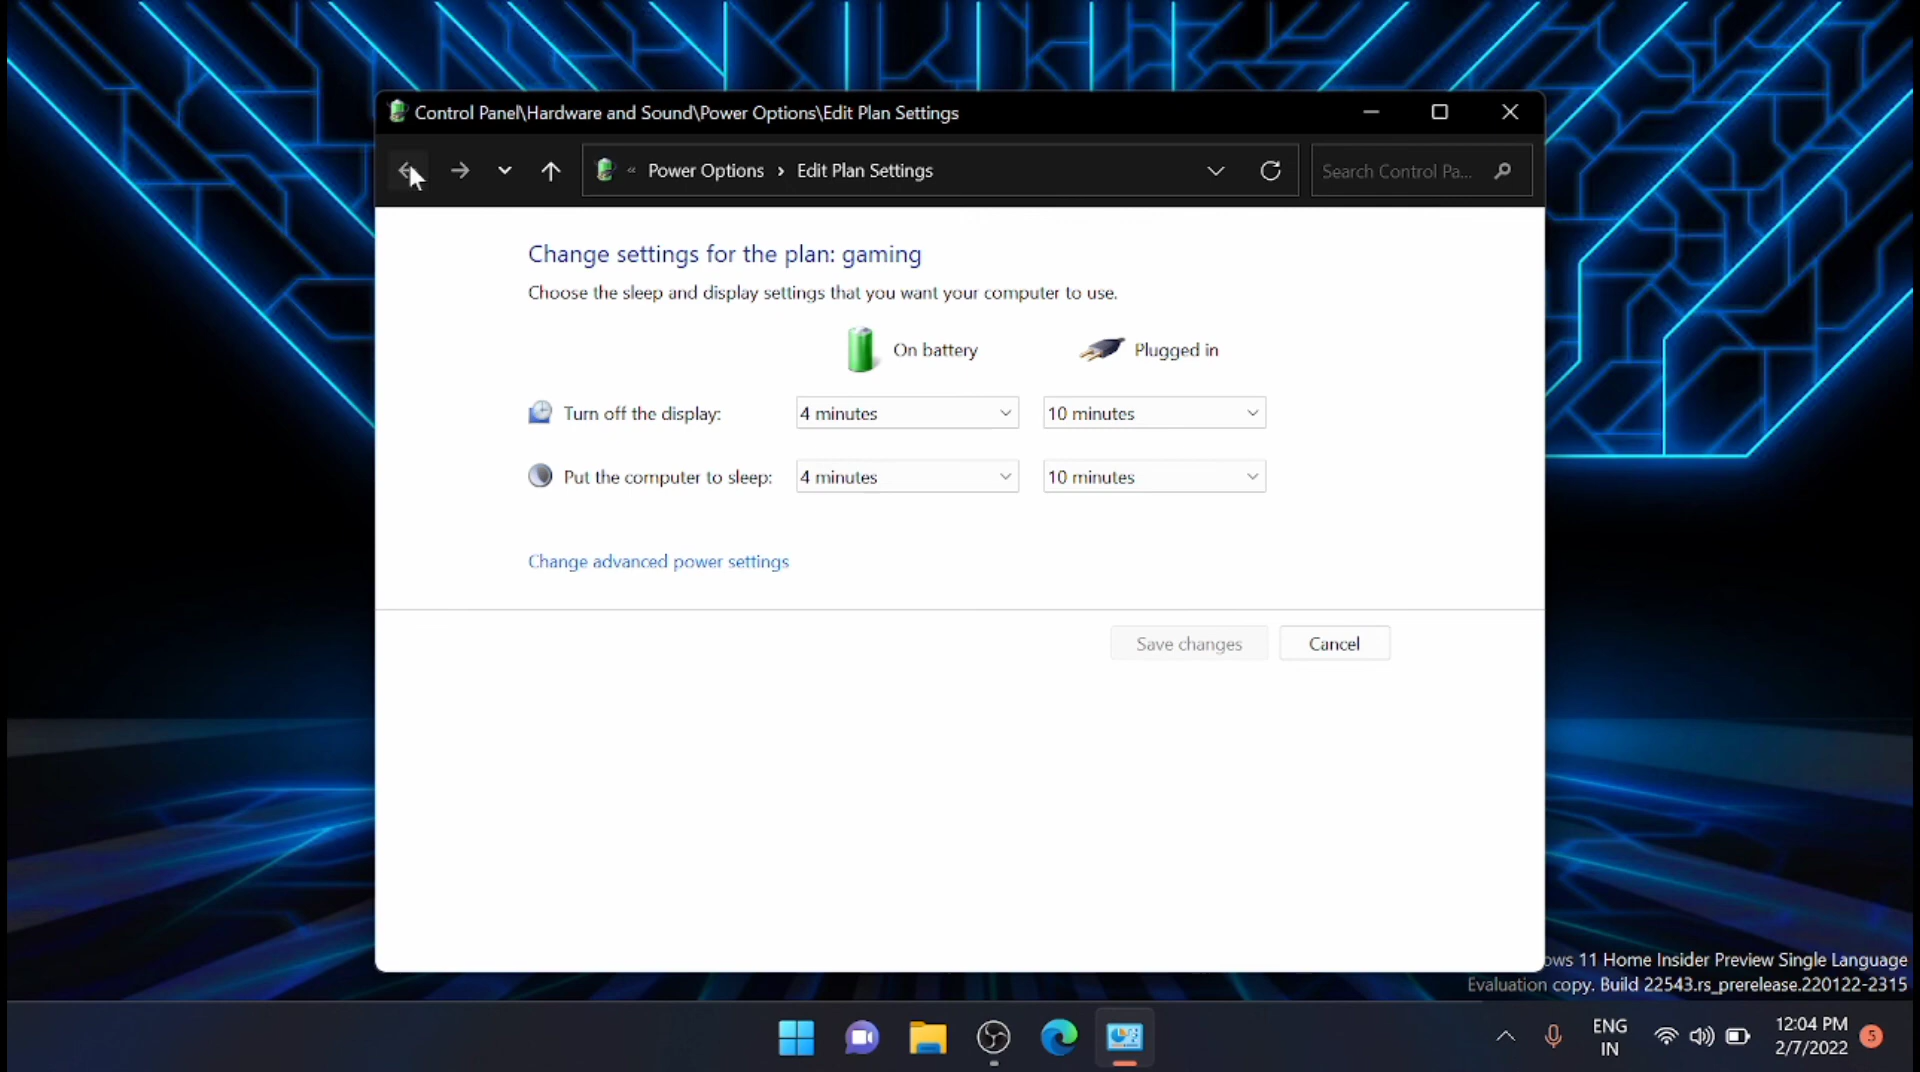 Control Panel\Hardware and Sound\Power Options\Edit Plan Settings
« Power Options › Edit Plan Settings
Search Control Pa...
Change settings for the plan: gaming
Choose the sleep and display settings that you want your computer to use.
On battery Plugged in
Turn off the display: 4 minutes 10 minutes
Put the computer to sleep: 4 minutes 10 minutes
Change advanced power settings
Save changes Cancel
ows 11 Home Insider Preview Single Language
Evaluation copy. Build 22543.rs_prerelease.220122-2315
ENG
IN
12:04 PM
2/7/2022
5